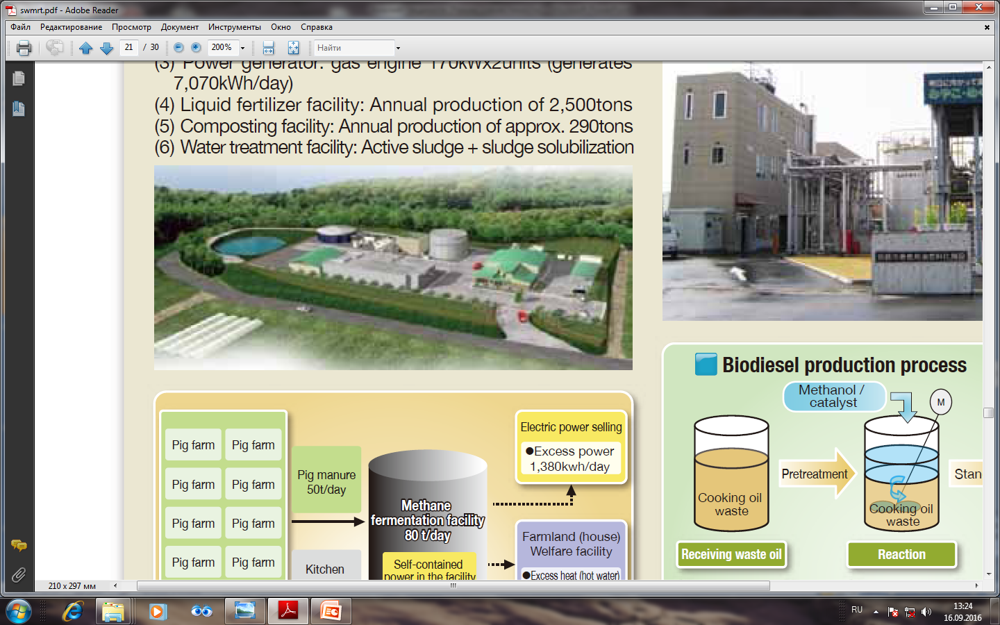 swmrt.pdf - Adobe Reader
Файл Редактирование Просмотр Документ Инструменты Окно Справка
21 / 30 200% Найти
(3) Power generator: gas engine 170kWx2units (generates
7,070kWh/day)
(4) Liquid fertilizer facility: Annual production of 2,500tons
(5) Composting facility: Annual production of approx. 290tons
(6) Water treatment facility: Active sludge + sludge solubilization
Pig farm Pig farm
Pig farm Pig farm
Pig farm Pig farm
Pig farm Pig farm
Pig manure
50t/day
Kitchen
Methane
fermentation facility
80 t/day
Self-contained
power in the facility
Electric power selling
●Excess power
1,380kwh/day
Farmland (house)
Welfare facility
●Excess heat (hot water)
Biodiesel production process
Methanol /
catalyst
M
Cooking oil
waste
Pretreatment
Cooking oil
waste
Stan
Receiving waste oil
Reaction
210 x 297 мм
RU
13:24
16.09.2016